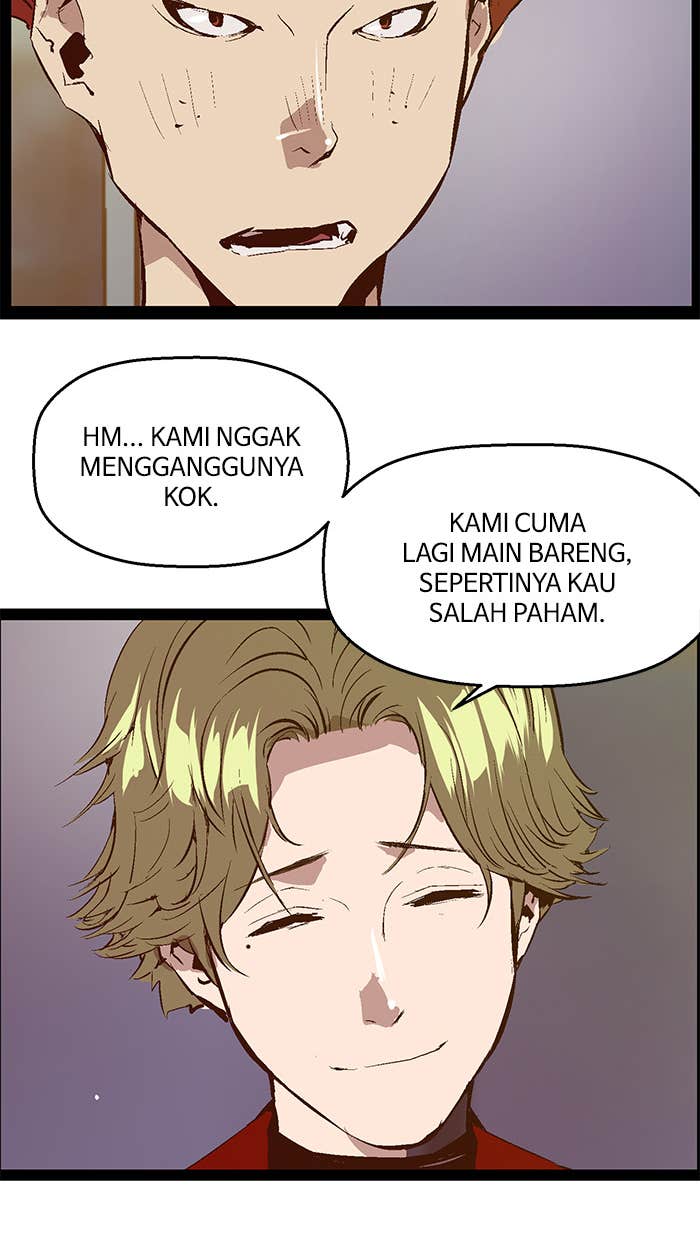 HM... KAMI NGGAK
MENGGANGGUNYA
KOK.
KAMI CUMA
LAGI MAIN BARENG,
SEPERTINYA KAU
SALAH PAHAM.